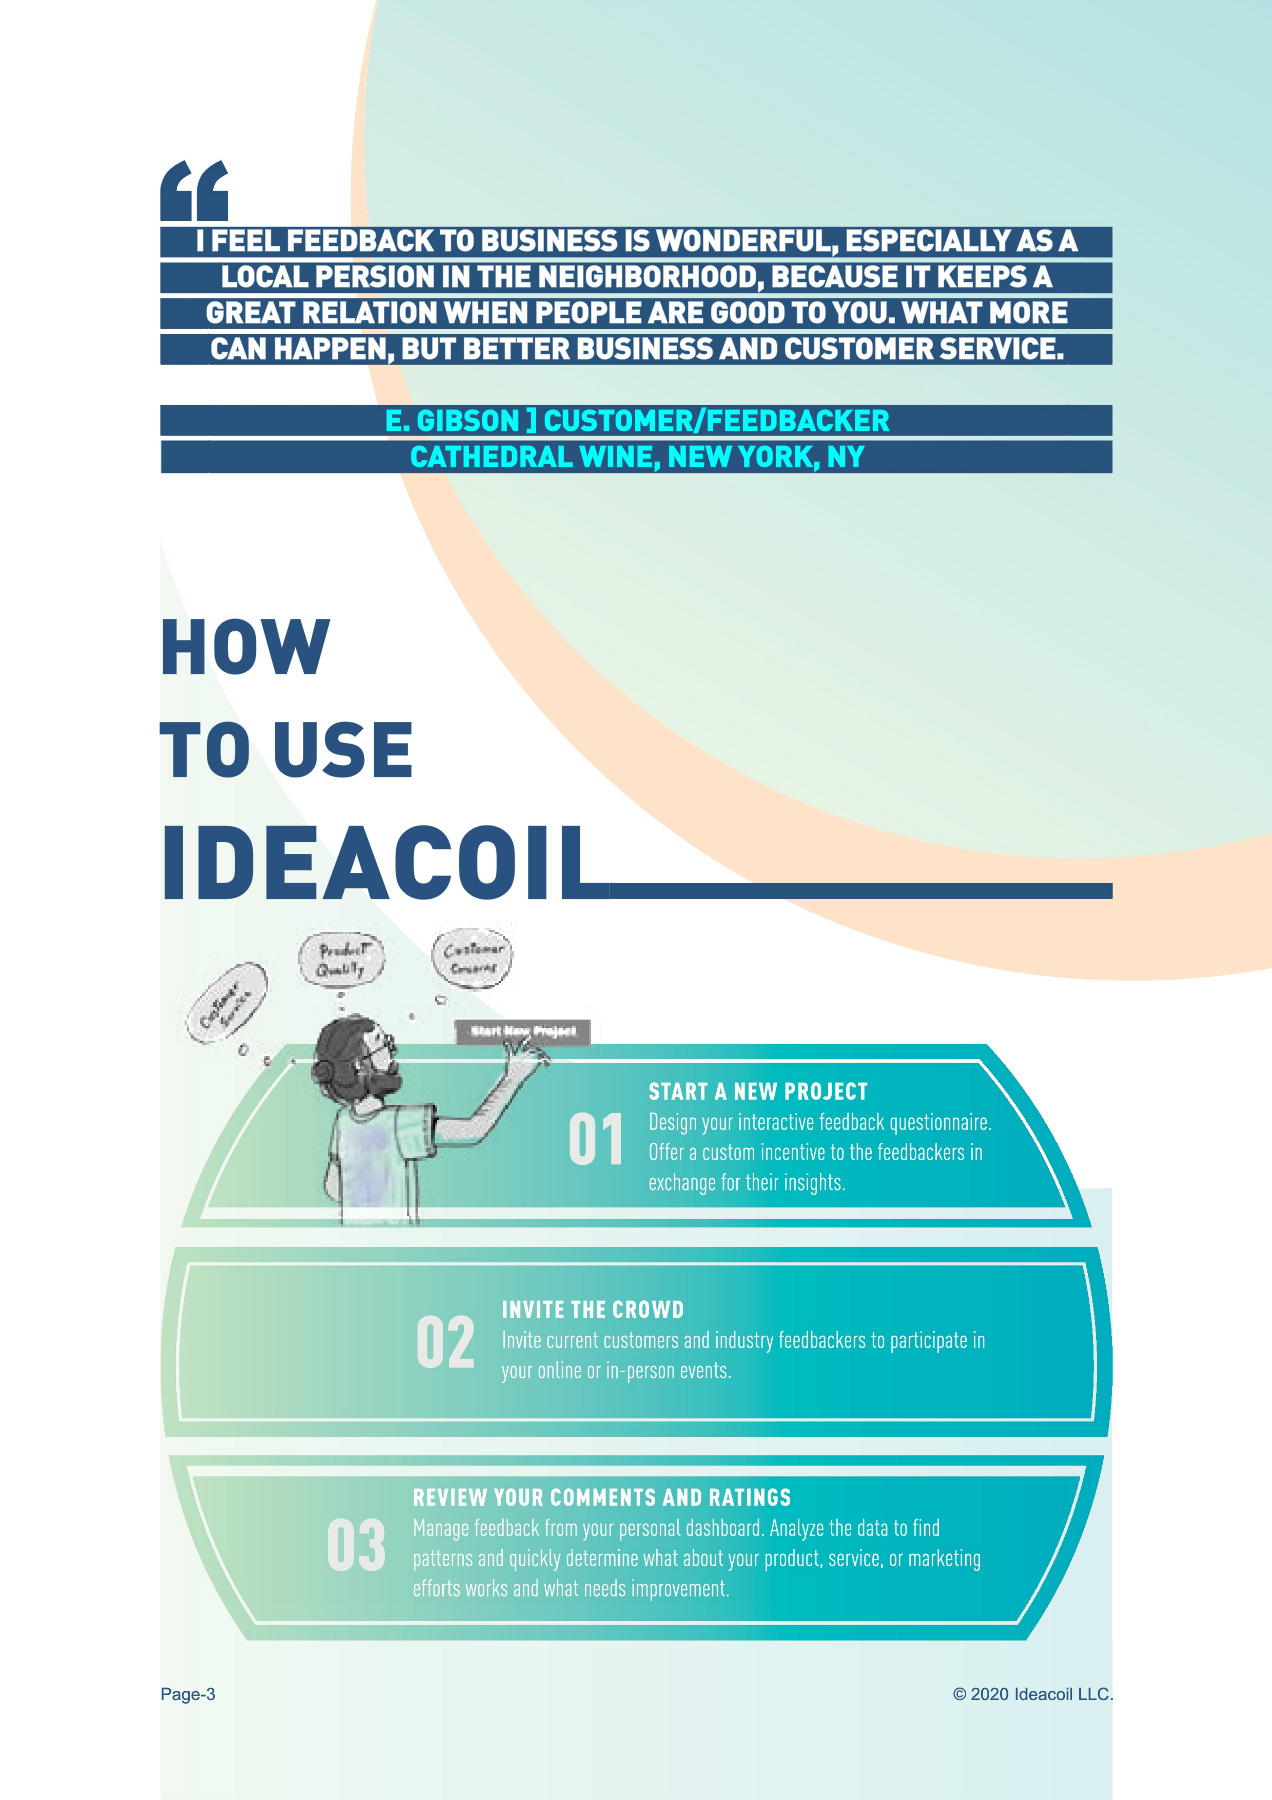 “
I FEEL FEEDBACK TO BUSINESS IS WONDERFUL, ESPECIALLY AS A
LOCAL PERSION IN THE NEIGHBORHOOD, BECAUSE IT KEEPS A
GREAT RELATION WHEN PEOPLE ARE GOOD TO YOU. WHAT MORE
CAN HAPPEN, BUT BETTER BUSINESS AND CUSTOMER SERVICE.
E. GIBSON ] CUSTOMER/FEEDBACKER
CATHEDRAL WINE, NEW YORK, NY
HOW
TO USE
IDEACOIL
Customer
Service
Product
Quality
Customer
Concerns
Start New Project
01
START A NEW PROJECT
Design your interactive feedback questionnaire.
Offer a custom incentive to the feedbackers in
exchange for their insights.
02
INVITE THE CROWD
Invite current customers and industry feedbackers to participate in
your online or in-person events.
03
REVIEW YOUR COMMENTS AND RATINGS
Manage feedback from your personal dashboard. Analyze the data to find
patterns and quickly determine what about your product, service, or marketing
efforts works and what needs improvement.
Page-3
© 2020 Ideacoil LLC.